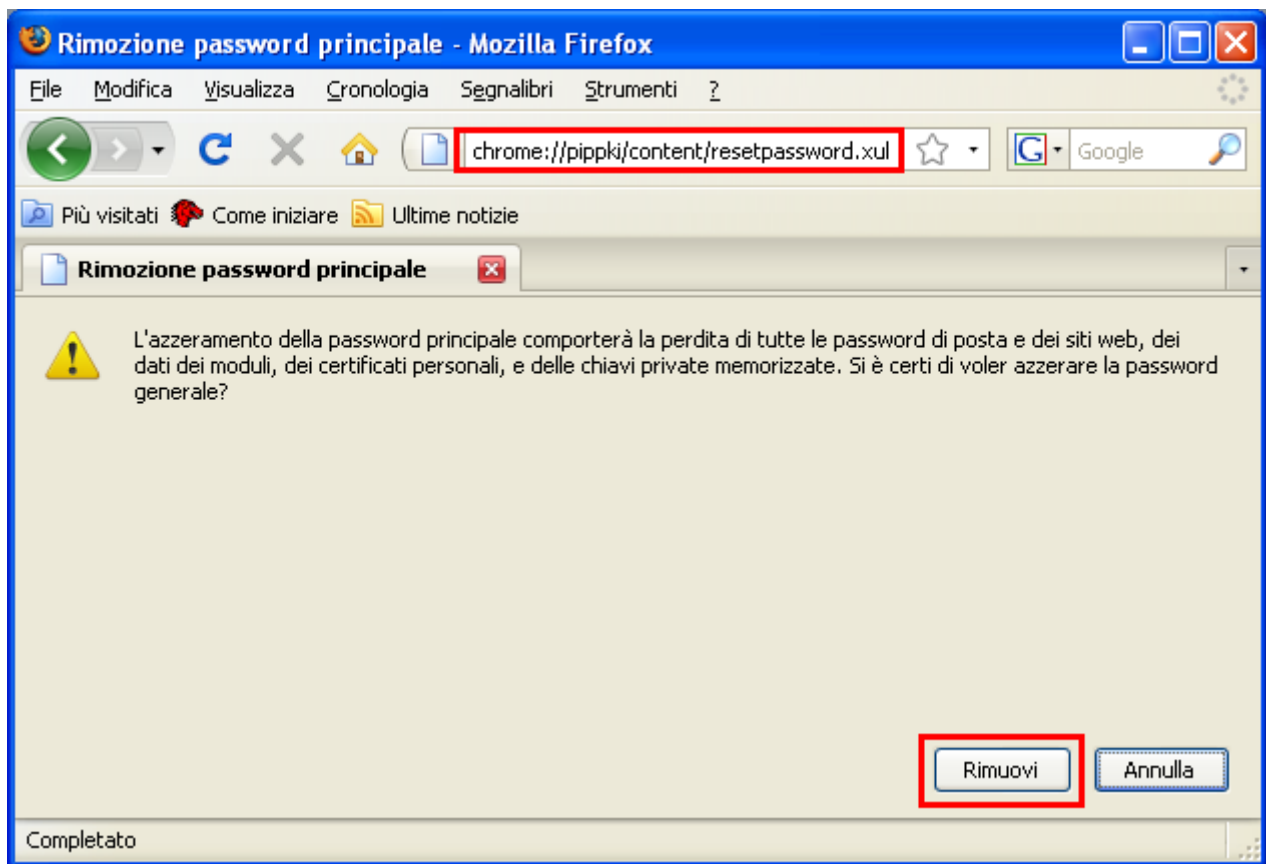 Rimozione password principale - Mozilla Firefox
File Modifica Visualizza Cronologia Segnalibri Strumenti ?
chrome://pippki/content/resetpassword.xul G Google
Più visitati Come iniziare Ultime notizie
Rimozione password principale
L'azzeramento della password principale comporterà la perdita di tutte le password di posta e dei siti web, dei
dati dei moduli, dei certificati personali, e delle chiavi private memorizzate. Si è certi di voler azzerare la password
generale?
Rimuovi Annulla
Completato